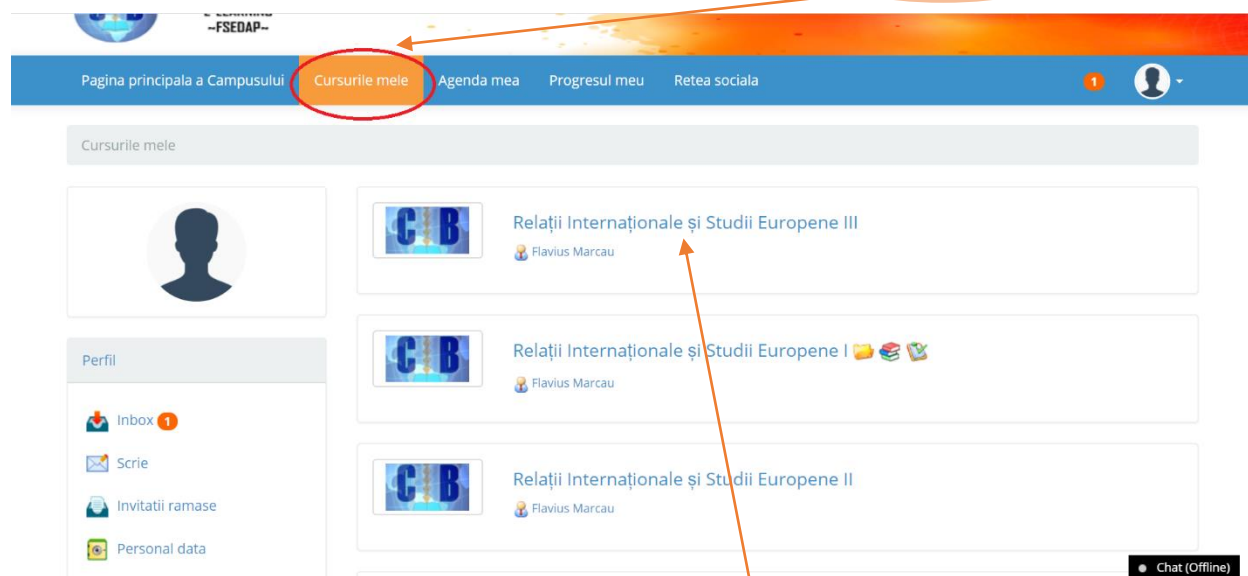 ~FSEDAP~
Pagina principala a Campusului
Cursurile mele
Agenda mea
Progresul meu
Retea sociala
1
Cursurile mele
Relații Internaționale și Studii Europene III
Flavius Marcau
Perfil
Relații Internaționale și Studii Europene I
Flavius Marcau
Inbox 1
Scrie
Invitatii ramase
Personal data
Relații Internaționale și Studii Europene II
Flavius Marcau
Chat (Offline)